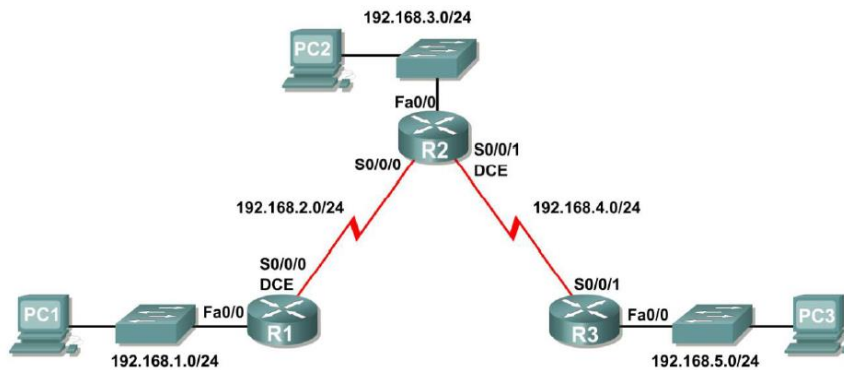 192.168.3.0/24
PC2
Fa0/0
R2
S0/0/0
S0/0/1
DCE
192.168.2.0/24
192.168.4.0/24
S0/0/0
DCE
S0/0/1
PC1
Fa0/0
R1
R3
Fa0/0
PC3
192.168.1.0/24
192.168.5.0/24